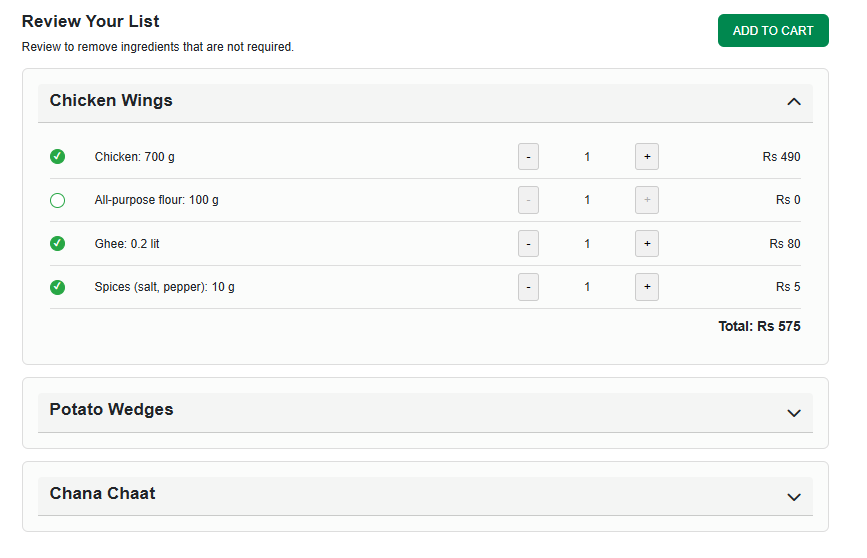 Review Your List
ADD TO CART
Review to remove ingredients that are not required.
Chicken Wings
Chicken: 700 g - 1 + Rs 490
All-purpose flour: 100 g - 1 + Rs 0
Ghee: 0.2 lit - 1 + Rs 80
Spices (salt, pepper): 10 g - 1 + Rs 5
Total: Rs 575
Potato Wedges
Chana Chaat